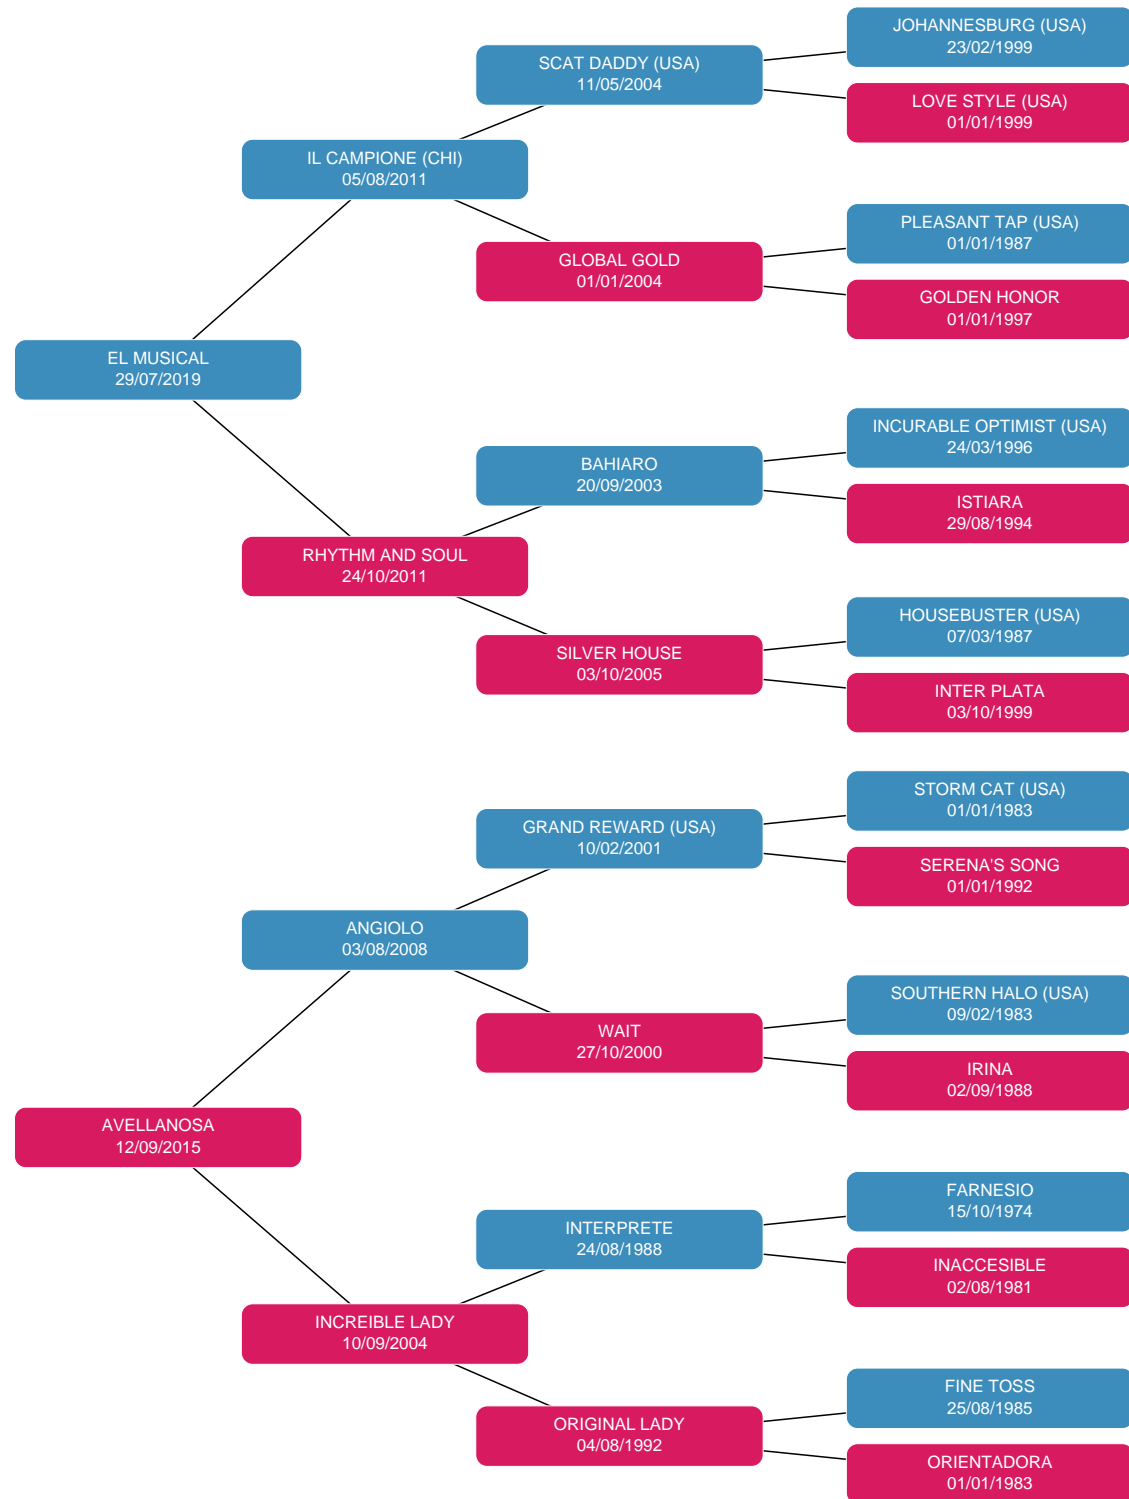 JOHANNESBURG (USA)
23/02/1999
SCAT DADDY (USA)
11/05/2004
LOVE STYLE (USA)
01/01/1999
IL CAMPIONE (CHI)
05/08/2011
PLEASANT TAP (USA)
01/01/1987
GLOBAL GOLD
01/01/2004
GOLDEN HONOR
01/01/1997
EL MUSICAL
29/07/2019
INCURABLE OPTIMIST (USA)
24/03/1996
BAHIARO
20/09/2003
ISTIARA
29/08/1994
RHYTHM AND SOUL
24/10/2011
HOUSEBUSTER (USA)
07/03/1987
SILVER HOUSE
03/10/2005
INTER PLATA
03/10/1999
STORM CAT (USA)
01/01/1983
GRAND REWARD (USA)
10/02/2001
SERENA'S SONG
01/01/1992
ANGIOLO
03/08/2008
SOUTHERN HALO (USA)
09/02/1983
WAIT
27/10/2000
IRINA
02/09/1988
AVELLANOSA
12/09/2015
FARNESIO
15/10/1974
INTERPRETE
24/08/1988
INACCESIBLE
02/08/1981
INCREIBLE LADY
10/09/2004
FINE TOSS
25/08/1985
ORIGINAL LADY
04/08/1992
ORIENTADORA
01/01/1983